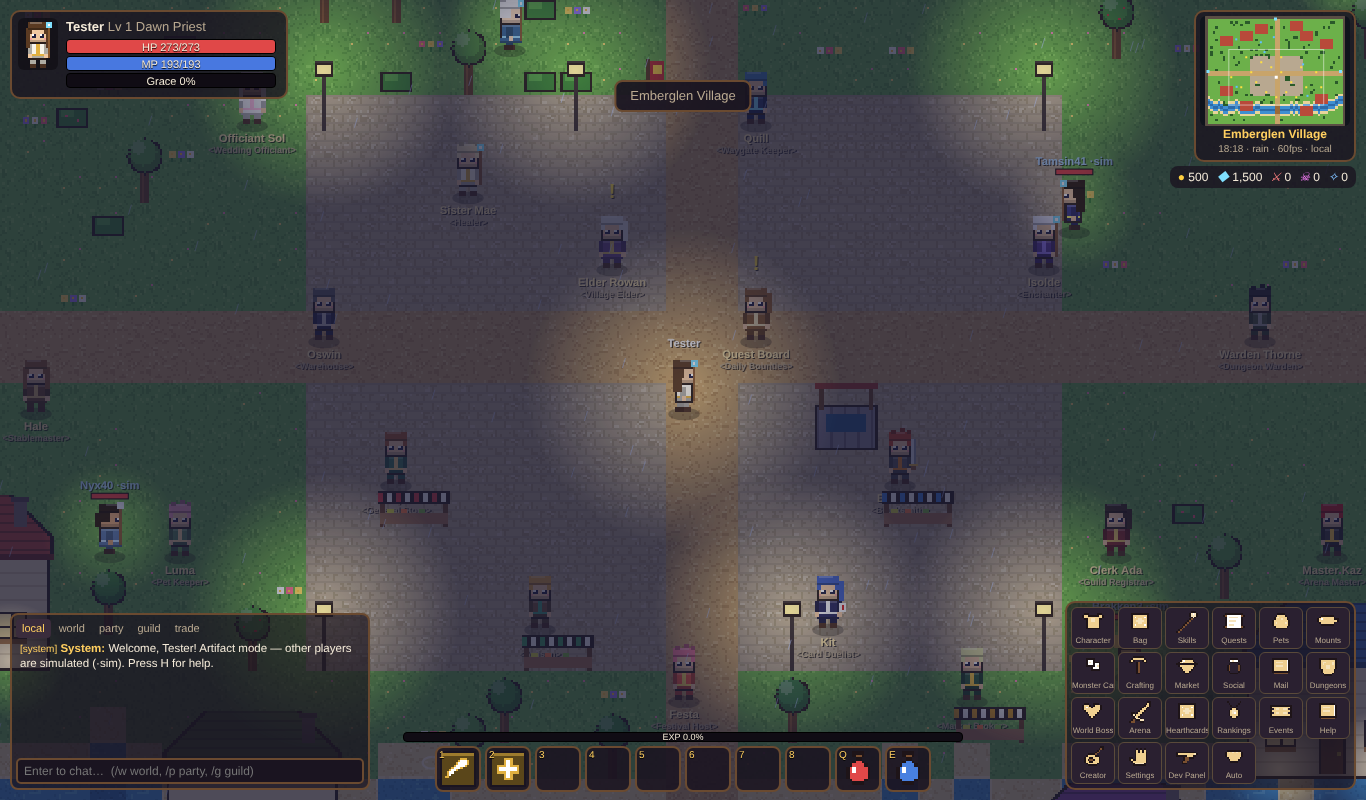 Tester Lv 1 Dawn Priest
HP 273/273
MP 193/193
Grace 0%
Emberglen Village
Emberglen Village
18:18 · rain · 60fps · local
500 1,500 0 0 0
Officiant Sol
<Wedding Officiant>
Quill
<Waygate Keeper>
Tamsin41 ·sim
Sister Mae
<Healer>
Elder Rowan
<Village Elder>
Isolde
<Enchanter>
Oswin
<Warehouse>
Tester
Quest Board
<Daily Bounties>
Warden Thorne
<Dungeon Warden>
Hale
<Stablemaster>
Nyx40 ·sim
Luma
<Pet Keeper>
Clerk Ada
<Guild Registrar>
Master Kaz
<Arena Master>
Kit
<Card Duelist>
Festa
<Festival Host>
local world party guild trade
[system] System: Welcome, Tester! Artifact mode — other players
are simulated (·sim). Press H for help.
Enter to chat… (/w world, /p party, /g guild)
EXP 0.0%
1 2 3 4 5 6 7 8 Q E
Character Bag Skills Quests Pets Mounts
Monster Ca Crafting Market Social Mail Dungeons
World Boss Arena Hearthcards Rankings Events Help
Creator Settings Dev Panel Auto